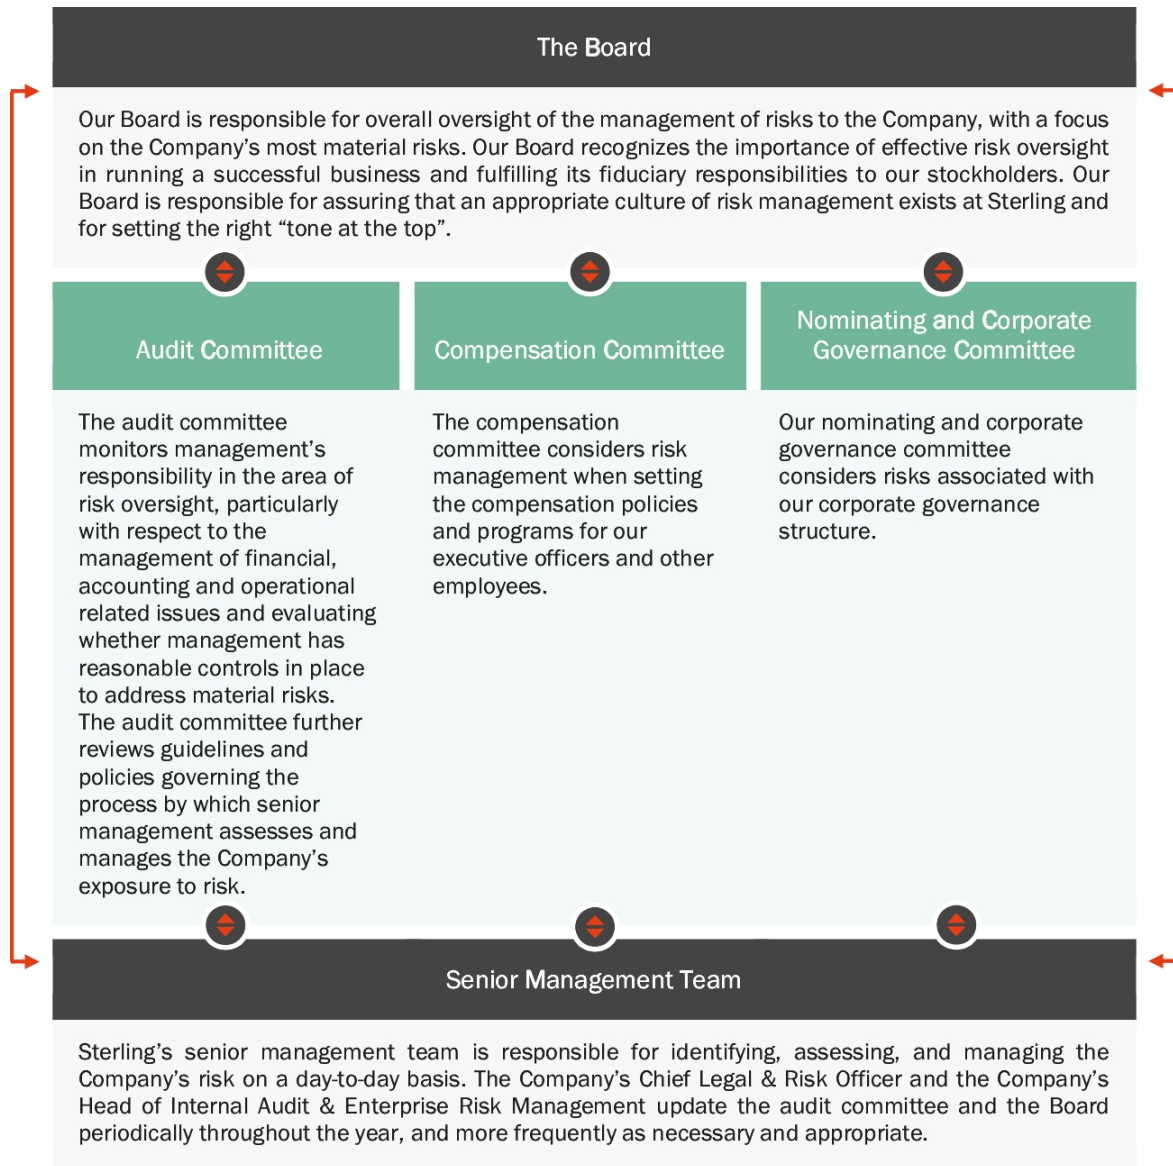 The Board
Our Board is responsible for overall oversight of the management of risks to the Company, with a focus
on the Company’s most material risks. Our Board recognizes the importance of effective risk oversight
in running a successful business and fulfilling its fiduciary responsibilities to our stockholders. Our
Board is responsible for assuring that an appropriate culture of risk management exists at Sterling and
for setting the right “tone at the top”.
Audit Committee
The audit committee
monitors management’s
responsibility in the area of
risk oversight, particularly
with respect to the
management of financial,
accounting and operational
related issues and evaluating
whether management has
reasonable controls in place
to address material risks.
The audit committee further
reviews guidelines and
policies governing the
process by which senior
management assesses and
manages the Company’s
exposure to risk.
Compensation Committee
The compensation
committee considers risk
management when setting
the compensation policies
and programs for our
executive officers and other
employees.
Nominating and Corporate
Governance Committee
Our nominating and corporate
governance committee
considers risks associated with
our corporate governance
structure.
Senior Management Team
Sterling’s senior management team is responsible for identifying, assessing, and managing the
Company’s risk on a day-to-day basis. The Company’s Chief Legal & Risk Officer and the Company’s
Head of Internal Audit & Enterprise Risk Management update the audit committee and the Board
periodically throughout the year, and more frequently as necessary and appropriate.